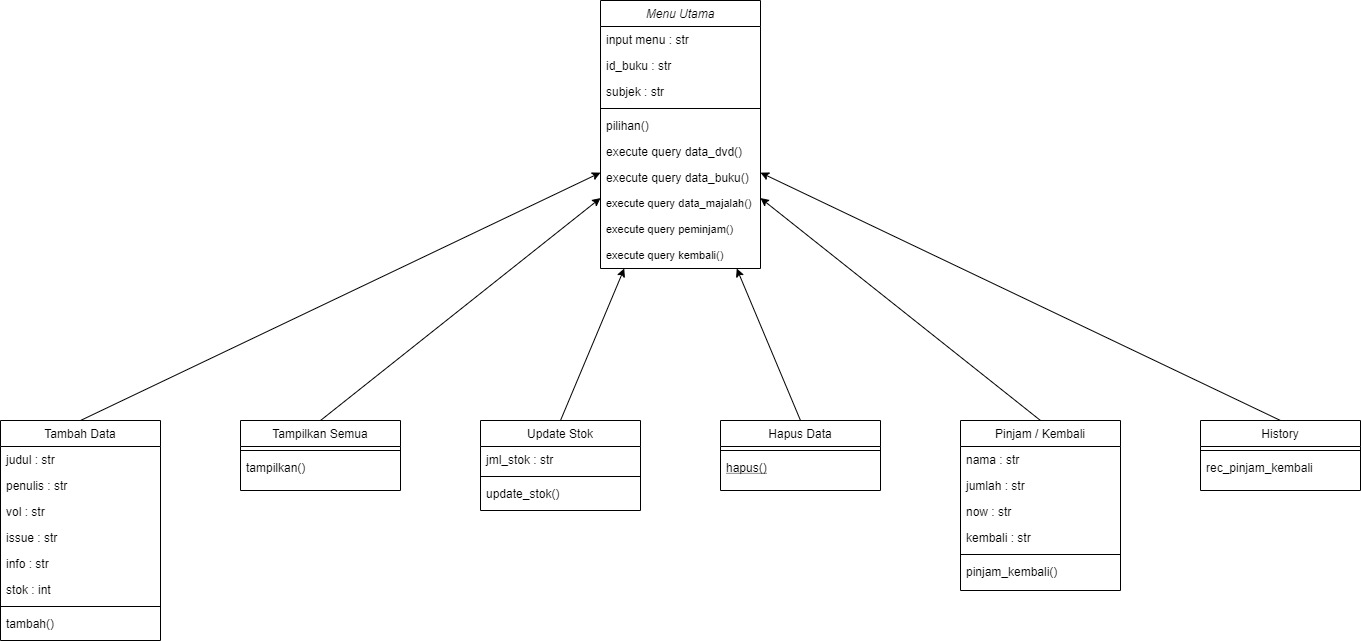 Menu Utama
input menu : str
id_buku : str
subjek : str
pilihan()
execute query data_dvd()
execute query data_buku()
execute query data_majalah()
execute query peminjam()
execute query kembali()
Tambah Data
judul : str
penulis : str
vol : str
issue : str
info : str
stok : int
tambah()
Tampilkan Semua
tampilkan()
Update Stok
jml_stok : str
update_stok()
Hapus Data
hapus()
Pinjam / Kembali
nama : str
jumlah : str
now : str
kembali : str
pinjam_kembali()
History
rec_pinjam_kembali